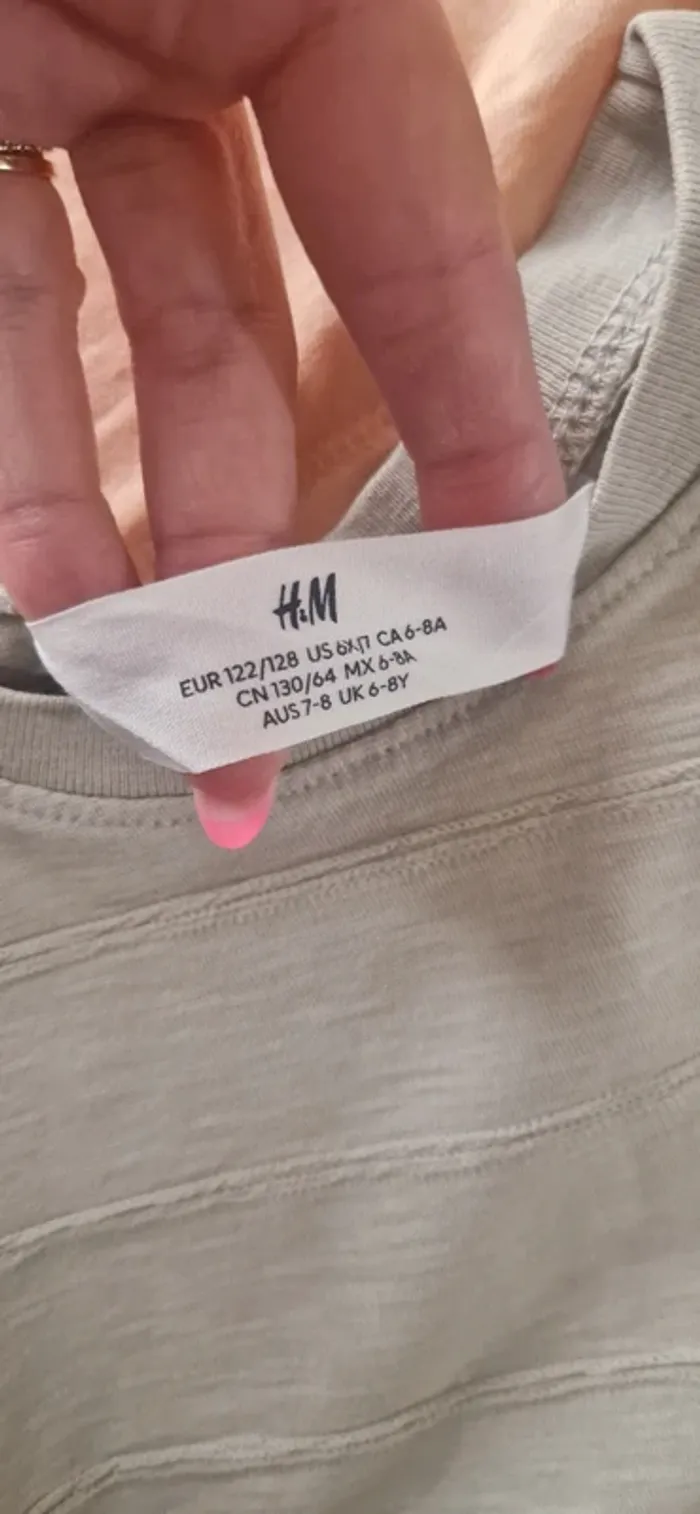 H&M
EUR 122/128 US 6X/7 CA 6-8A
CN 130/64 MX 6-8A
AUS 7-8 UK 6-8Y